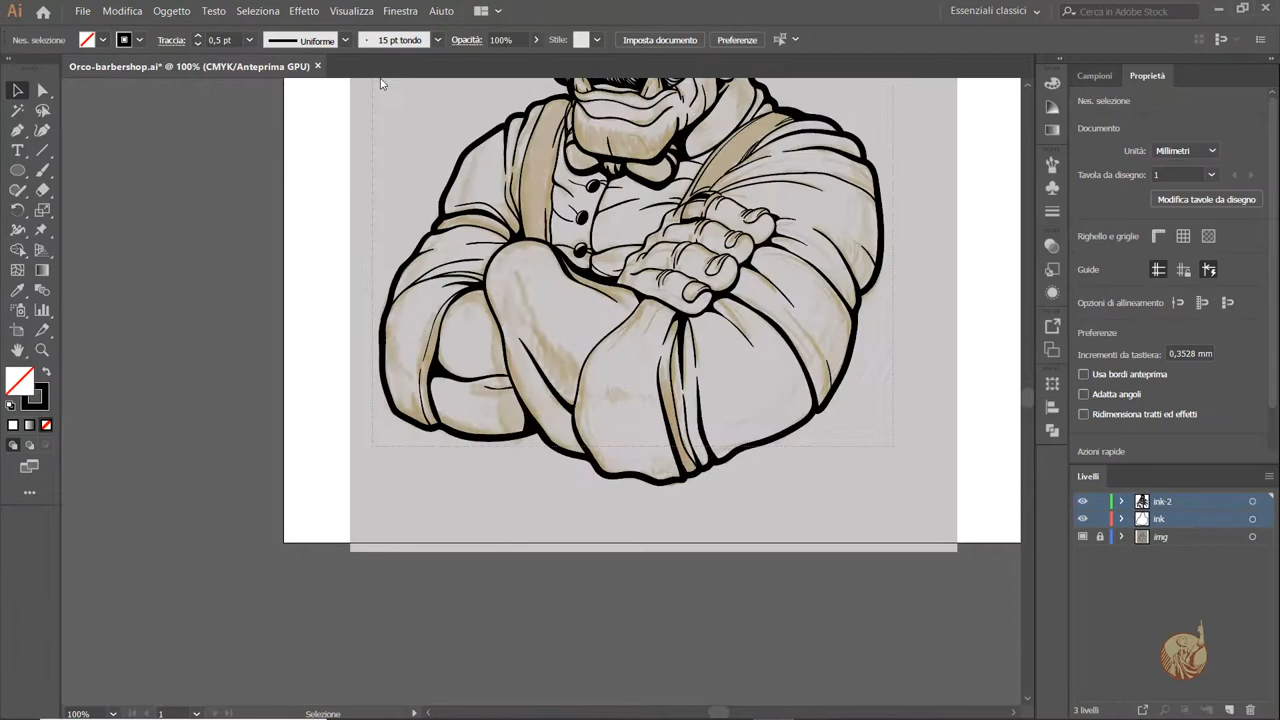 Ai File Modifica Oggetto Testo Seleziona Effetto Visualizza Finestra Aiuto Essenziali classici Cerca in Adobe Stock
Nes. selezione Traccia: 0,5 pt Uniforme 15 pt tondo Opacità: 100% Stile: Imposta documento Preferenze
Orco-barbershop.ai* @ 100% (CMYK/Anteprima GPU) ×
Campioni Proprietà
Nes. selezione
Documento
Unità: Millimetri
Tavola da disegno: 1
Modifica tavole da disegno
Righello e griglie
Guide
Opzioni di allineamento
Preferenze
Incrementi da tastiera: 0,3528 mm
Usa bordi anteprima
Adatta angoli
Ridimensiona tratti ed effetti
Azioni rapide
Livelli
ink-2
ink
img
100% 1 Selezione 3 livelli